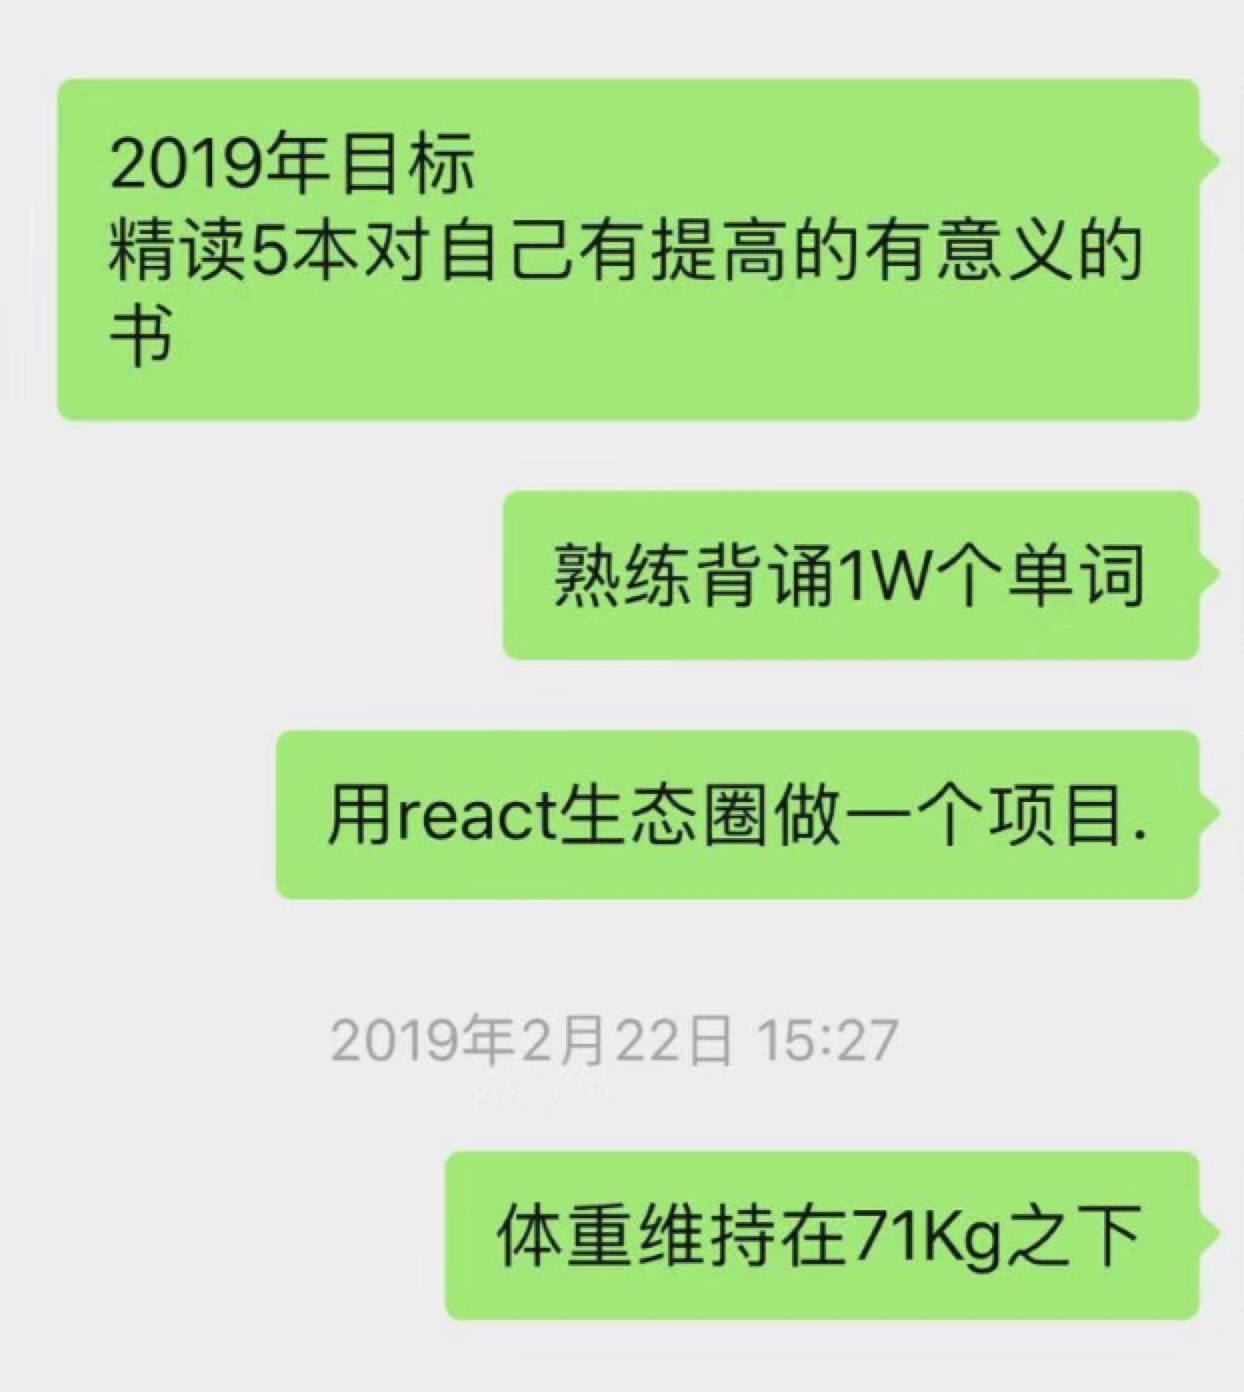 2019年目标
精读5本对自己有提高的有意义的
书
熟练背诵1W个单词
用react生态圈做一个项目.
2019年2月22日 15:27
体重维持在71Kg之下